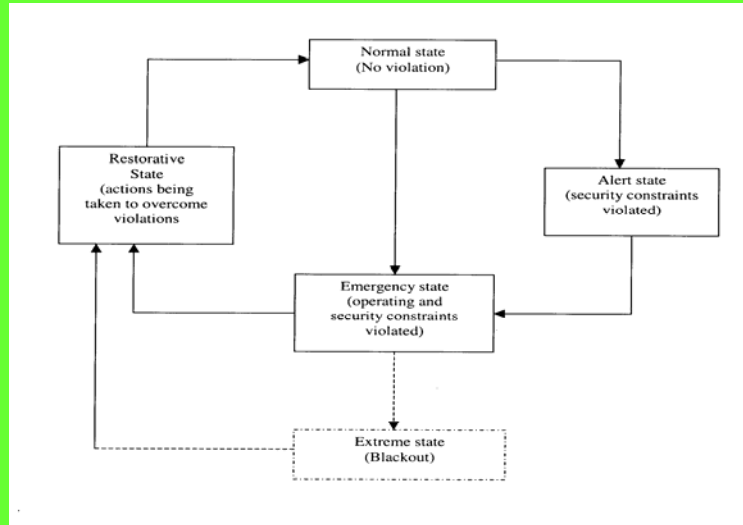 Normal state
(No violation)
Restorative
State
(actions being
taken to overcome
violations
Alert state
(security constraints
violated)
Emergency state
(operating and
security constraints
violated)
Extreme state
(Blackout)